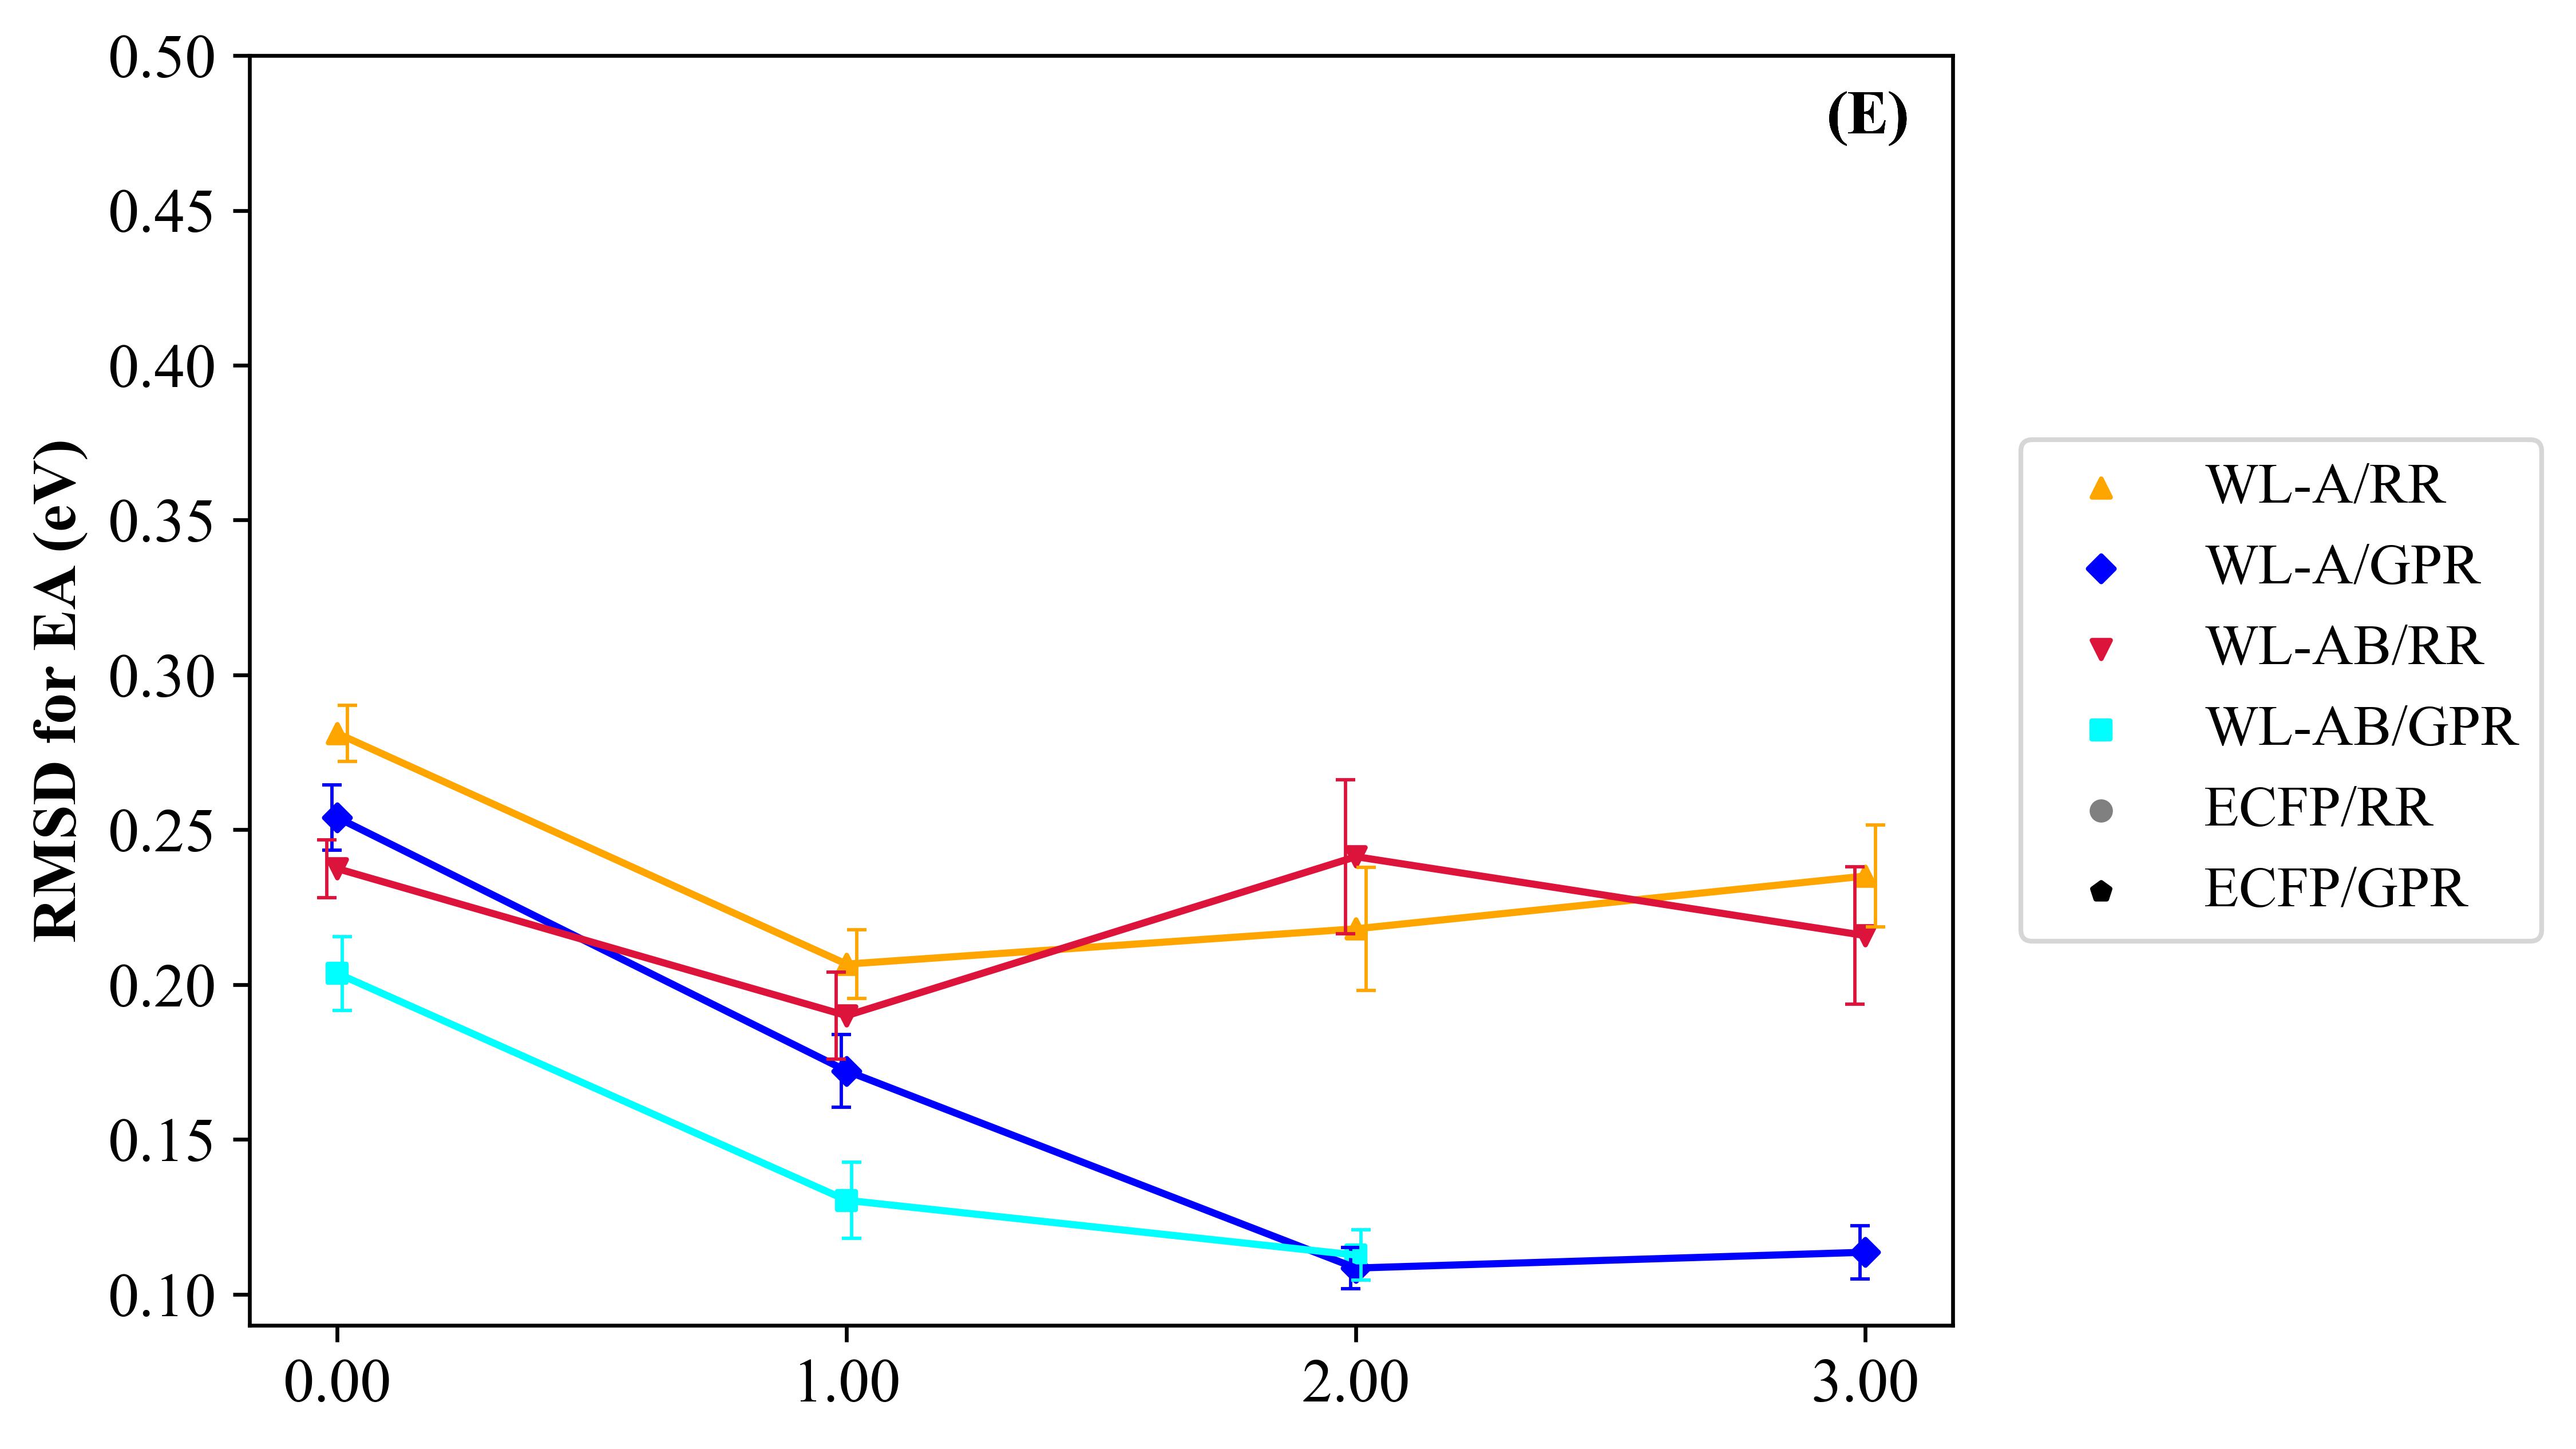 (E)
RMSD for EA (eV)
0.50
0.45
0.40
0.35
0.30
0.25
0.20
0.15
0.10
0.00 1.00 2.00 3.00
WL-A/RR
WL-A/GPR
WL-AB/RR
WL-AB/GPR
ECFP/RR
ECFP/GPR